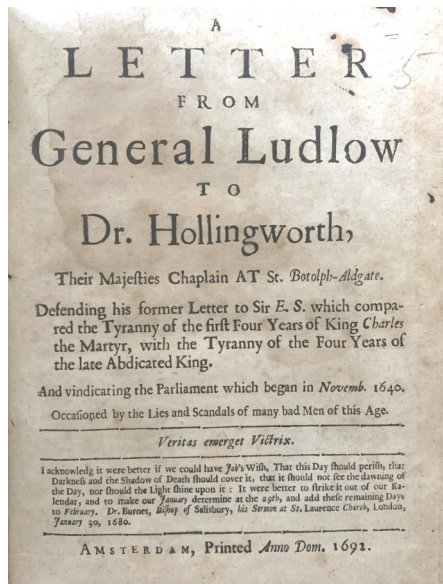 A
LETTER
FROM
General Ludlow
TO
Dr. Hollingworth,
Their Majeſties Chaplain AT St. Botolph-Aldgate.
Defending his former Letter to Sir E. S. which compa-
red the Tyranny of the firſt Four Years of King Charles
the Martyr, with the Tyranny of the Four Years of
the late Abdicated King.
And vindicating the Parliament which began in Novemb. 1640.
Occaſioned by the Lies and Scandals of many bad Men of this Age.
Veritas emerget Victrix.
I acknowledg it were better if we could have Job's Wiſh, That this Day ſhould periſh, that
Darkneſs and the Shadow of Death ſhould cover it, that it ſhould not ſee the dawning of
the Day, nor ſhould the Light ſhine upon it : It were better to ſtrike it out of our Ka-
lendar, and to make our January determine at the 29th, and add theſe remaining Days
to February. Dr. Burnet, Biſhop of Salisbury, his Sermon at St. Laurence Church, London,
January 30, 1680.
AMSTERDAM, Printed Anno Dom. 1692.
5